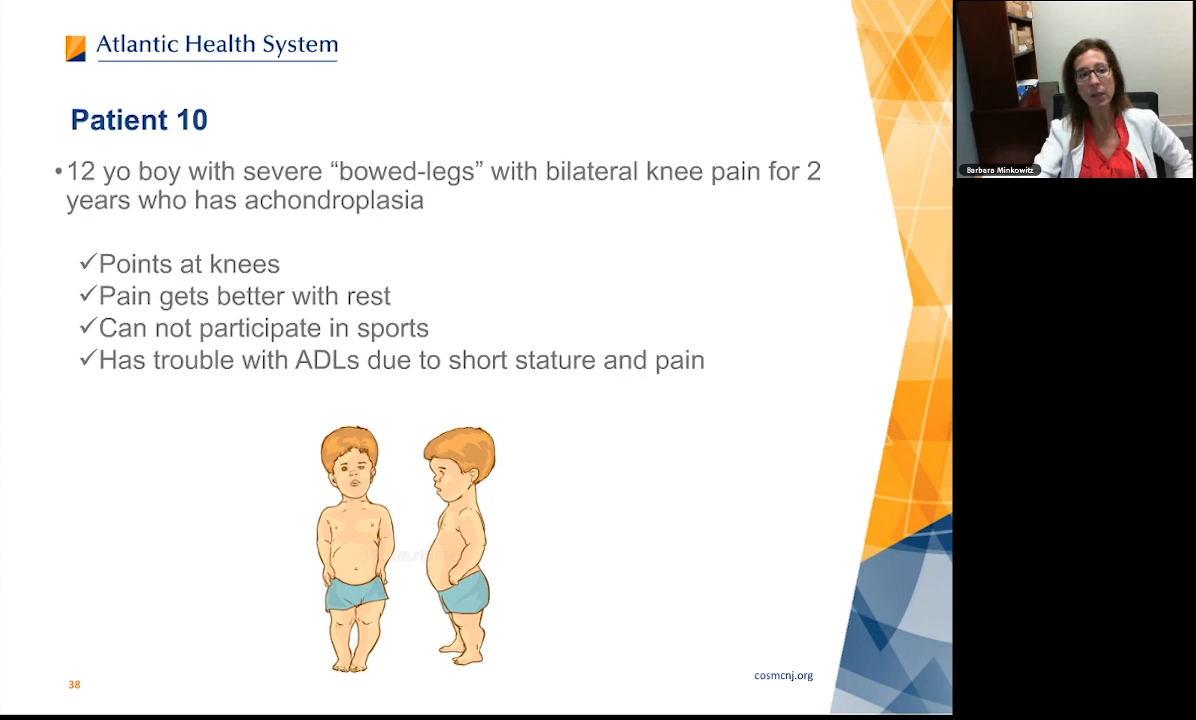 Atlantic Health System
Patient 10
•12 yo boy with severe “bowed-legs” with bilateral knee pain for 2
years who has achondroplasia
✓Points at knees
✓Pain gets better with rest
✓Can not participate in sports
✓Has trouble with ADLs due to short stature and pain
38
cosmcnj.org
Barbara Minkowitz